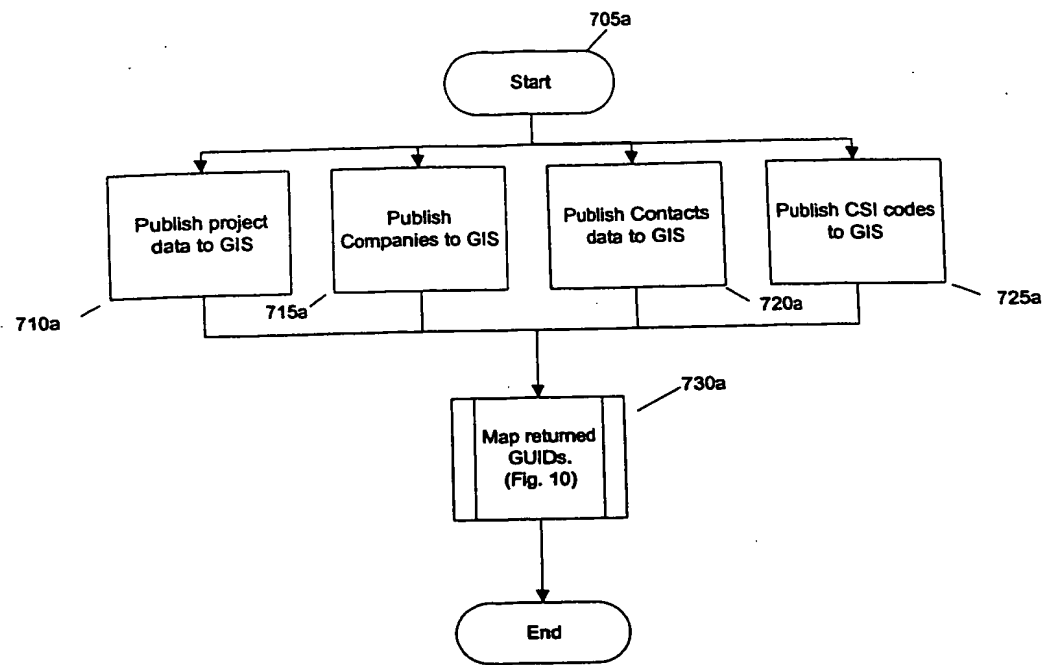 705a
Start
Publish project
data to GIS
Publish
Companies to GIS
Publish Contacts
data to GIS
Publish CSI codes
to GIS
710a
715a
720a
725a
730a
Map returned
GUIDs.
(Fig. 10)
End